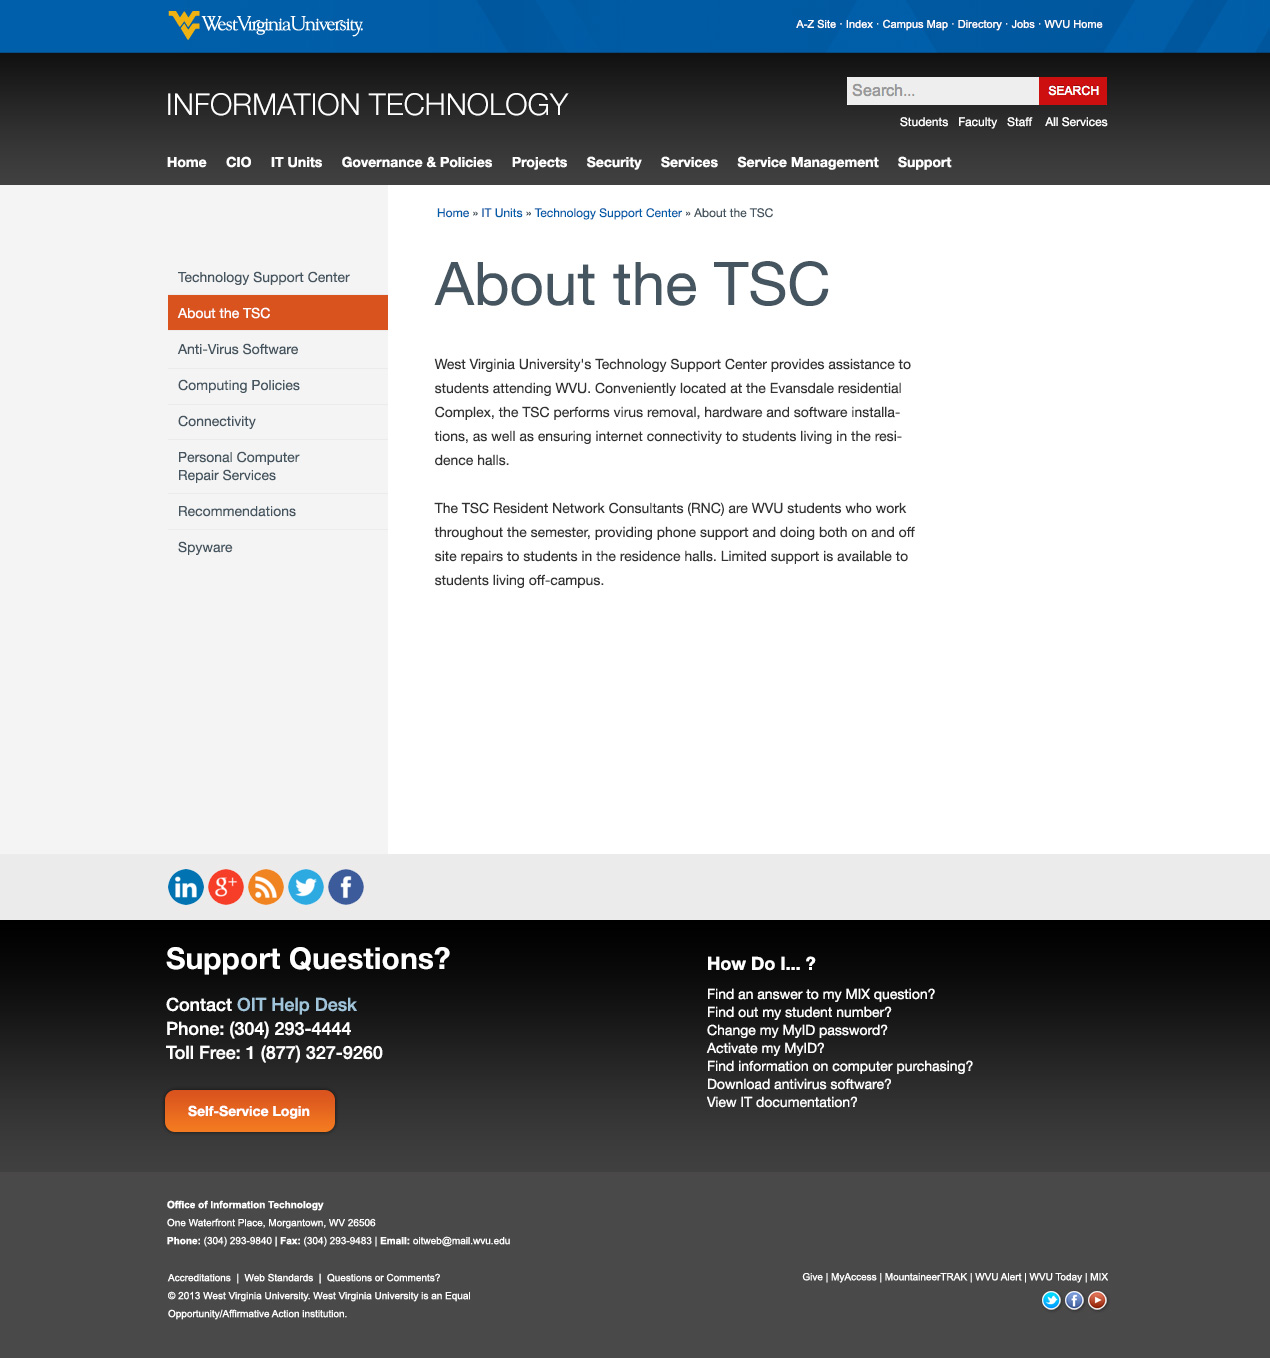 West Virginia University.
A-Z Site · Index · Campus Map · Directory · Jobs · WVU Home
INFORMATION TECHNOLOGY
Search...
SEARCH
Students Faculty Staff All Services
Home CIO IT Units Governance & Policies Projects Security Services Service Management Support
Home » IT Units » Technology Support Center » About the TSC
Technology Support Center
About the TSC
Anti-Virus Software
Computing Policies
Connectivity
Personal Computer
Repair Services
Recommendations
Spyware
About the TSC
West Virginia University's Technology Support Center provides assistance to
students attending WVU. Conveniently located at the Evansdale residential
Complex, the TSC performs virus removal, hardware and software installa-
tions, as well as ensuring internet connectivity to students living in the resi-
dence halls.
The TSC Resident Network Consultants (RNC) are WVU students who work
throughout the semester, providing phone support and doing both on and off
site repairs to students in the residence halls. Limited support is available to
students living off-campus.
in g+ f
Support Questions?
Contact OIT Help Desk
Phone: (304) 293-4444
Toll Free: 1 (877) 327-9260
Self-Service Login
How Do I... ?
Find an answer to my MIX question?
Find out my student number?
Change my MyID password?
Activate my MyID?
Find information on computer purchasing?
Download antivirus software?
View IT documentation?
Office of Information Technology
One Waterfront Place, Morgantown, WV 26506
Phone: (304) 293-9840 | Fax: (304) 293-9483 | Email: oitweb@mail.wvu.edu
Accreditations | Web Standards | Questions or Comments?
© 2013 West Virginia University. West Virginia University is an Equal
Opportunity/Affirmative Action institution.
Give | MyAccess | MountaineerTRAK | WVU Alert | WVU Today | MIX
f